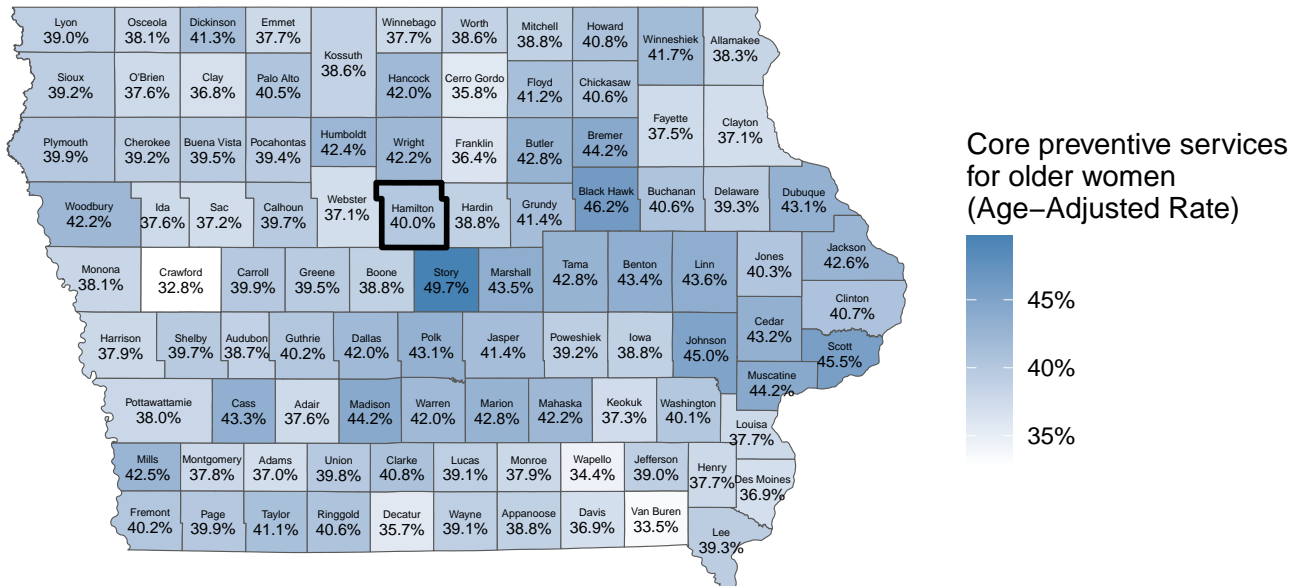 Lyon
39.0%
Osceola
38.1%
Dickinson
41.3%
Emmet
37.7%
Kossuth
38.6%
Winnebago
37.7%
Worth
38.6%
Mitchell
38.8%
Howard
40.8%
Winneshiek
41.7%
Allamakee
38.3%
Sioux
39.2%
O'Brien
37.6%
Clay
36.8%
Palo Alto
40.5%
Hancock
42.0%
Cerro Gordo
35.8%
Floyd
41.2%
Chickasaw
40.6%
Fayette
37.5%
Clayton
37.1%
Plymouth
39.9%
Cherokee
39.2%
Buena Vista
39.5%
Pocahontas
39.4%
Humboldt
42.4%
Wright
42.2%
Franklin
36.4%
Butler
42.8%
Bremer
44.2%
Woodbury
42.2%
Ida
37.6%
Sac
37.2%
Calhoun
39.7%
Webster
37.1%
Hamilton
40.0%
Hardin
38.8%
Grundy
41.4%
Black Hawk
46.2%
Buchanan
40.6%
Delaware
39.3%
Dubuque
43.1%
Monona
38.1%
Crawford
32.8%
Carroll
39.9%
Greene
39.5%
Boone
38.8%
Story
49.7%
Marshall
43.5%
Tama
42.8%
Benton
43.4%
Linn
43.6%
Jones
40.3%
Jackson
42.6%
Clinton
40.7%
Harrison
37.9%
Shelby
39.7%
Audubon
38.7%
Guthrie
40.2%
Dallas
42.0%
Polk
43.1%
Jasper
41.4%
Poweshiek
39.2%
Iowa
38.8%
Johnson
45.0%
Cedar
43.2%
Scott
45.5%
Muscatine
44.2%
Pottawattamie
38.0%
Cass
43.3%
Adair
37.6%
Madison
44.2%
Warren
42.0%
Marion
42.8%
Mahaska
42.2%
Keokuk
37.3%
Washington
40.1%
Louisa
37.7%
Mills
42.5%
Montgomery
37.8%
Adams
37.0%
Union
39.8%
Clarke
40.8%
Lucas
39.1%
Monroe
37.9%
Wapello
34.4%
Jefferson
39.0%
Henry
37.7%
Des Moines
36.9%
Fremont
40.2%
Page
39.9%
Taylor
41.1%
Ringgold
40.6%
Decatur
35.7%
Wayne
39.1%
Appanoose
38.8%
Davis
36.9%
Van Buren
33.5%
Lee
39.3%
Core preventive services
for older women
(Age−Adjusted Rate)
45%
40%
35%